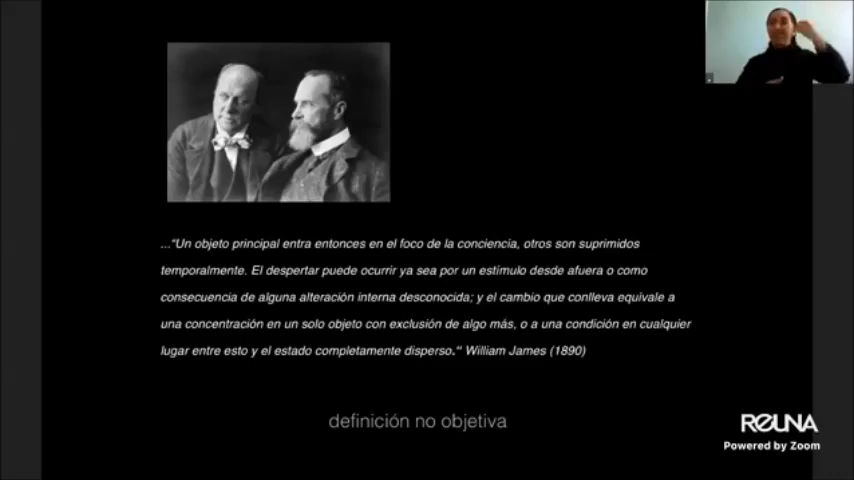 ..."Un objeto principal entra entonces en el foco de la conciencia, otros son suprimidos
temporalmente. El despertar puede ocurrir ya sea por un estímulo desde afuera o como
consecuencia de alguna alteración interna desconocida; y el cambio que conlleva equivale a
una concentración en un solo objeto con exclusión de algo más, o a una condición en cualquier
lugar entre esto y el estado completamente disperso." William James (1890)
definición no objetiva
REUNA
Powered by Zoom